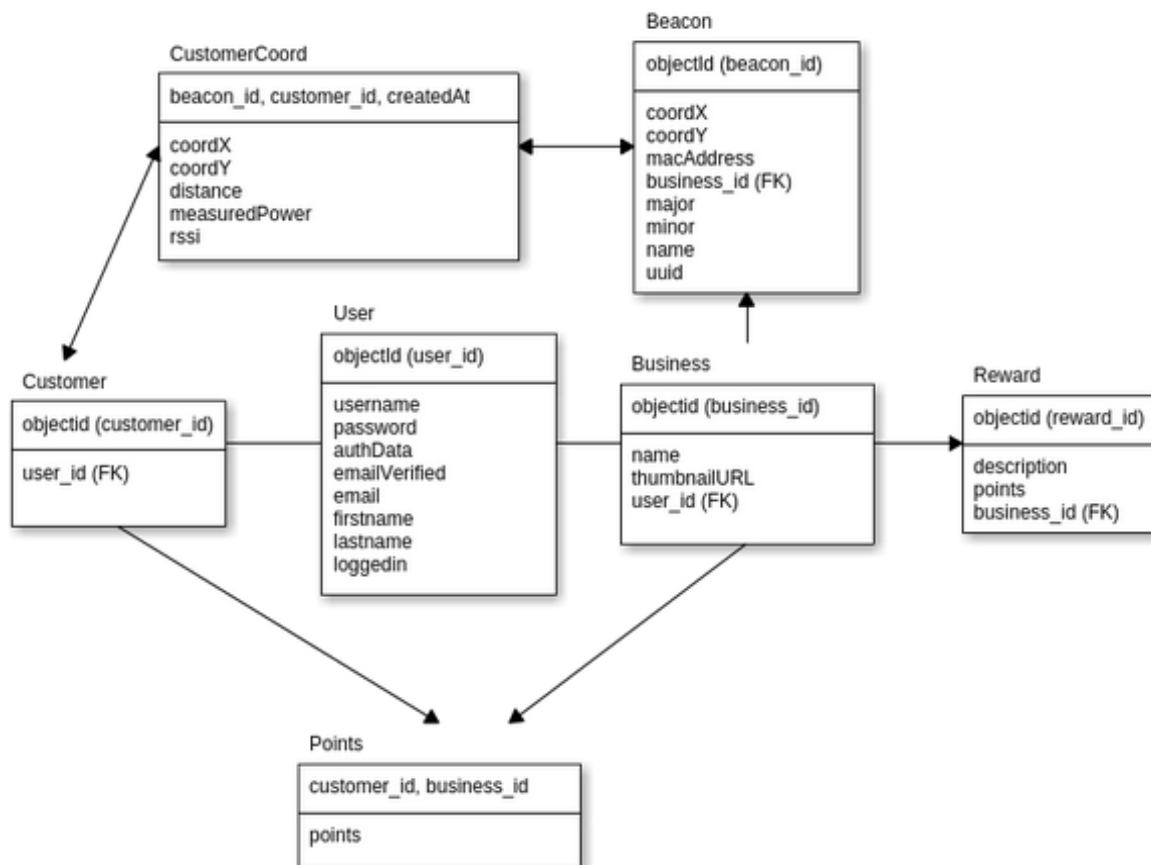 Beacon
objectId (beacon_id)
coordX
coordY
macAddress
business_id (FK)
major
minor
name
uuid
CustomerCoord
beacon_id, customer_id, createdAt
coordX
coordY
distance
measuredPower
rssi
User
objectId (user_id)
username
password
authData
emailVerified
email
firstname
lastname
loggedin
Customer
objectid (customer_id)
user_id (FK)
Business
objectid (business_id)
name
thumbnailURL
user_id (FK)
Reward
objectid (reward_id)
description
points
business_id (FK)
Points
customer_id, business_id
points